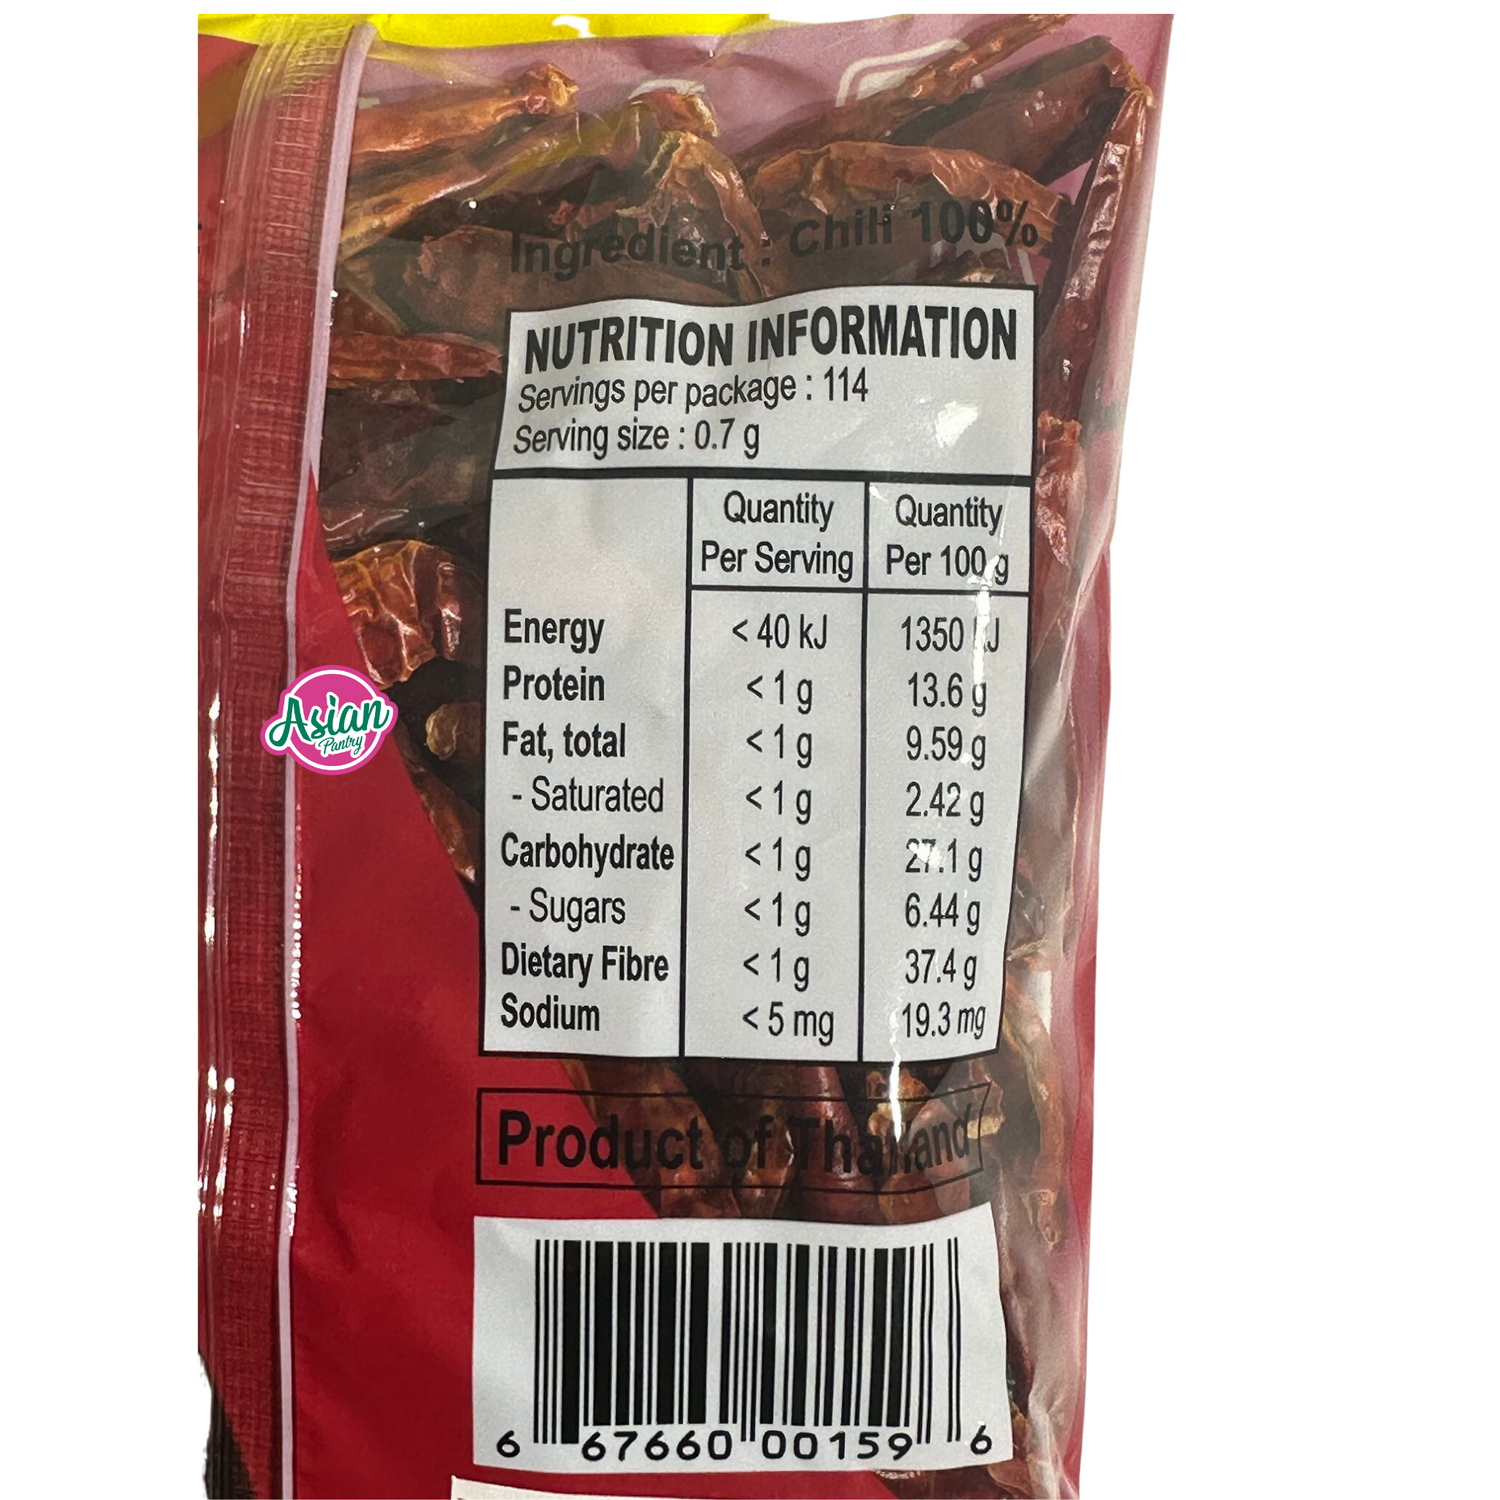 Ingredient : Chili 100%
NUTRITION INFORMATION
Servings per package : 114
Serving size : 0.7 g
Quantity Per Serving Quantity Per 100 g
Energy < 40 kJ 1350 kJ
Protein < 1 g 13.6 g
Fat, total < 1 g 9.59 g
- Saturated < 1 g 2.42 g
Carbohydrate < 1 g 27.1 g
- Sugars < 1 g 6.44 g
Dietary Fibre < 1 g 37.4 g
Sodium < 5 mg 19.3 mg
Asian
Pantry
Product of Thailand
6 67660 00159 6